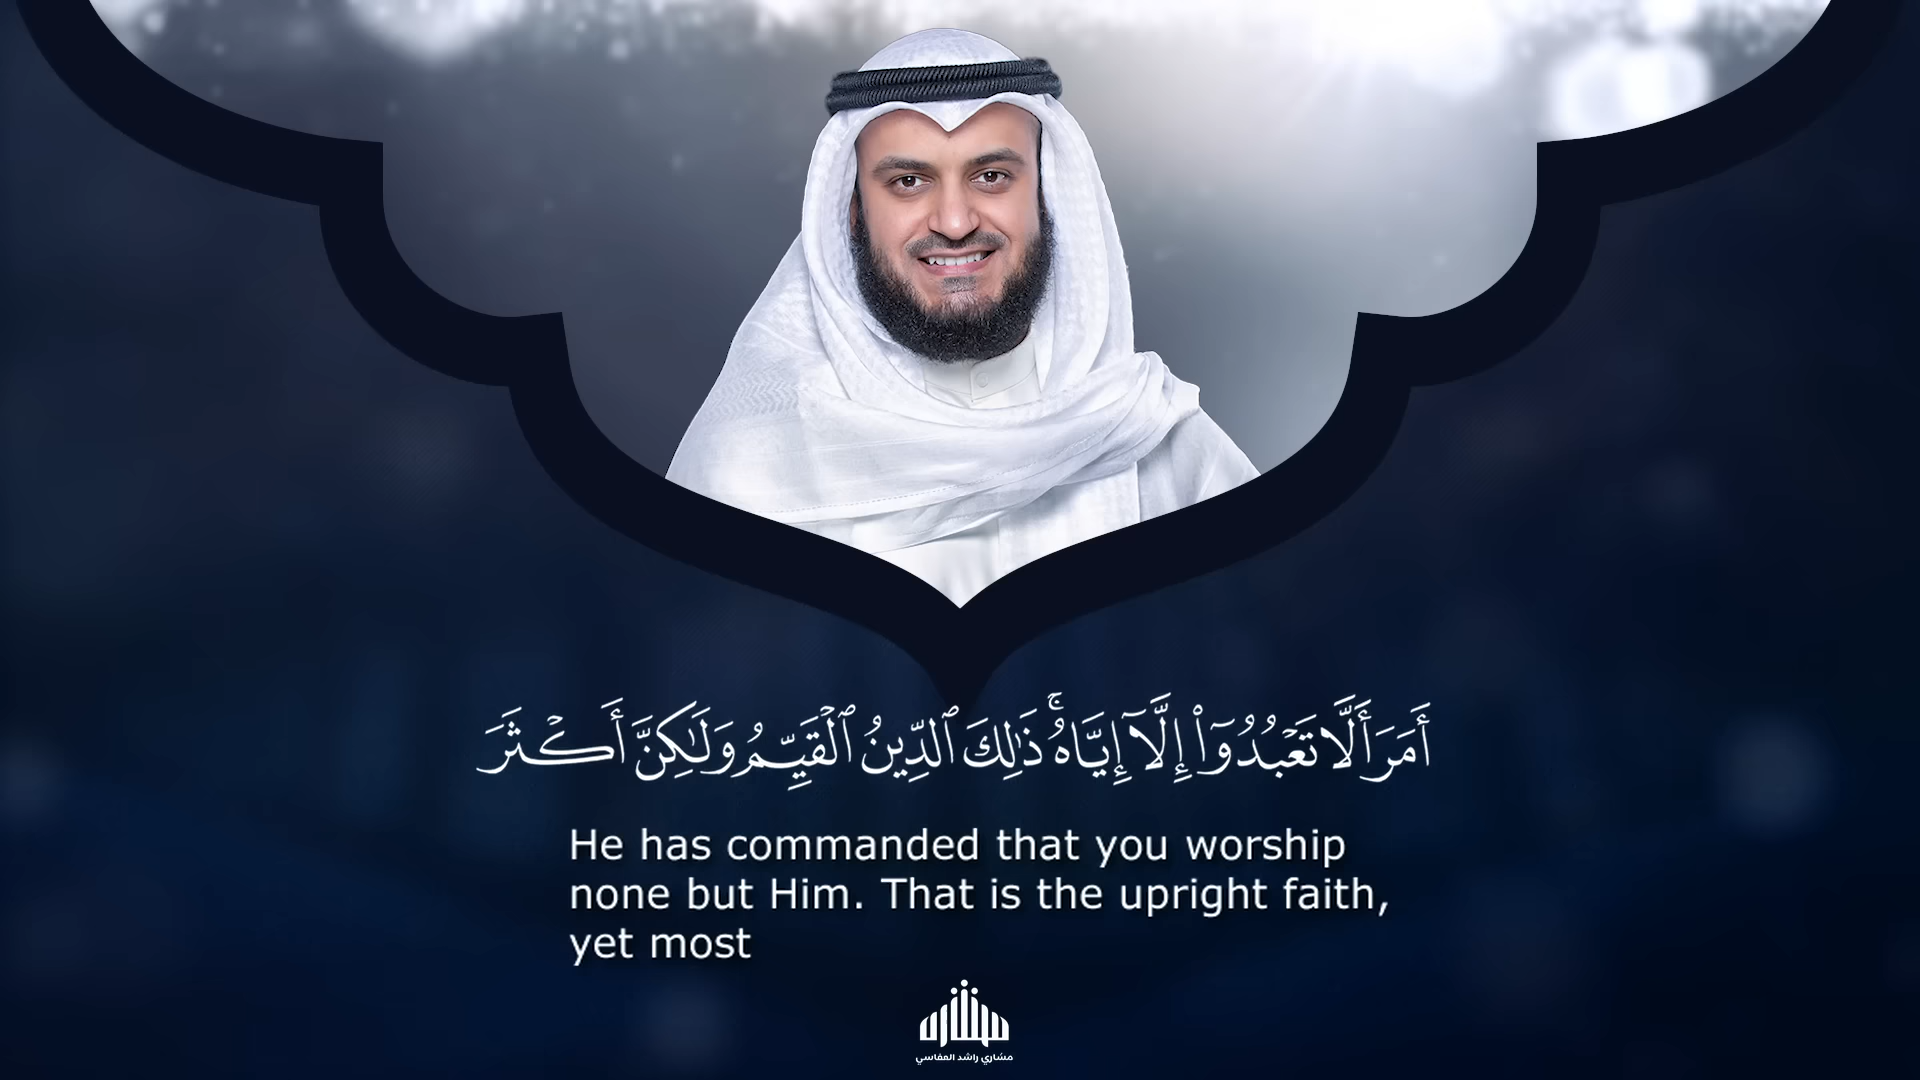 أَمَرَ أَلَّا تَعْبُدُوٓا۟ إِلَّآ إِيَّاهُ ۚ ذَٰلِكَ ٱلدِّينُ ٱلْقَيِّمُ وَلَـٰكِنَّ أَكْثَرَ
He has commanded that you worship
none but Him. That is the upright faith,
yet most
مشاري راشد العفاسي